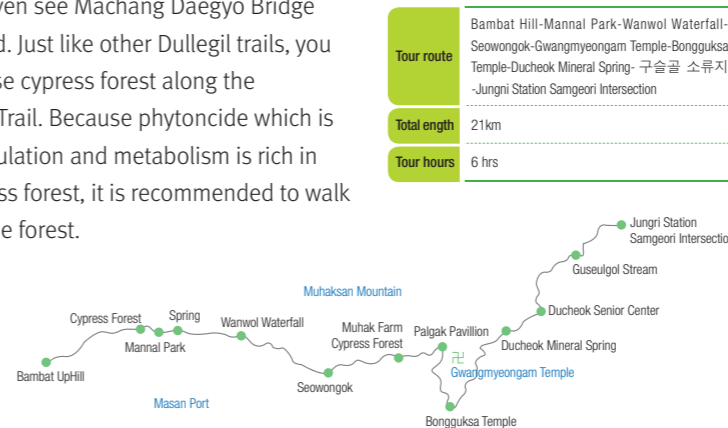 ven see Machang Daegyo Bridge
d. Just like other Dullegil trails, you
se cypress forest along the
Trail. Because phytoncide which is
ulation and metabolism is rich in
ss forest, it is recommended to walk
e forest.
Tour route
Bambat Hill-Mannal Park-Wanwol Waterfall-
Seowongok-Gwangmyeongam Temple-Bongguksa
Temple-Ducheok Mineral Spring- 구슬골 소류지
-Jungni Station Samgeori Intersection
Total ength 21km
Tour hours 6 hrs
Jungri Station
Samgeori Intersectio
Guseulgol Stream
Muhaksan Mountain
Ducheok Senior Center
Cypress Forest
Spring
Wanwol Waterfall
Muhak Farm
Cypress Forest
Palgak Pavillion
Mannal Park
Ducheok Mineral Spring
卍
Gwangmyeongam Temple
Bambat UpHill
Seowongok
Masan Port
Bongguksa Temple